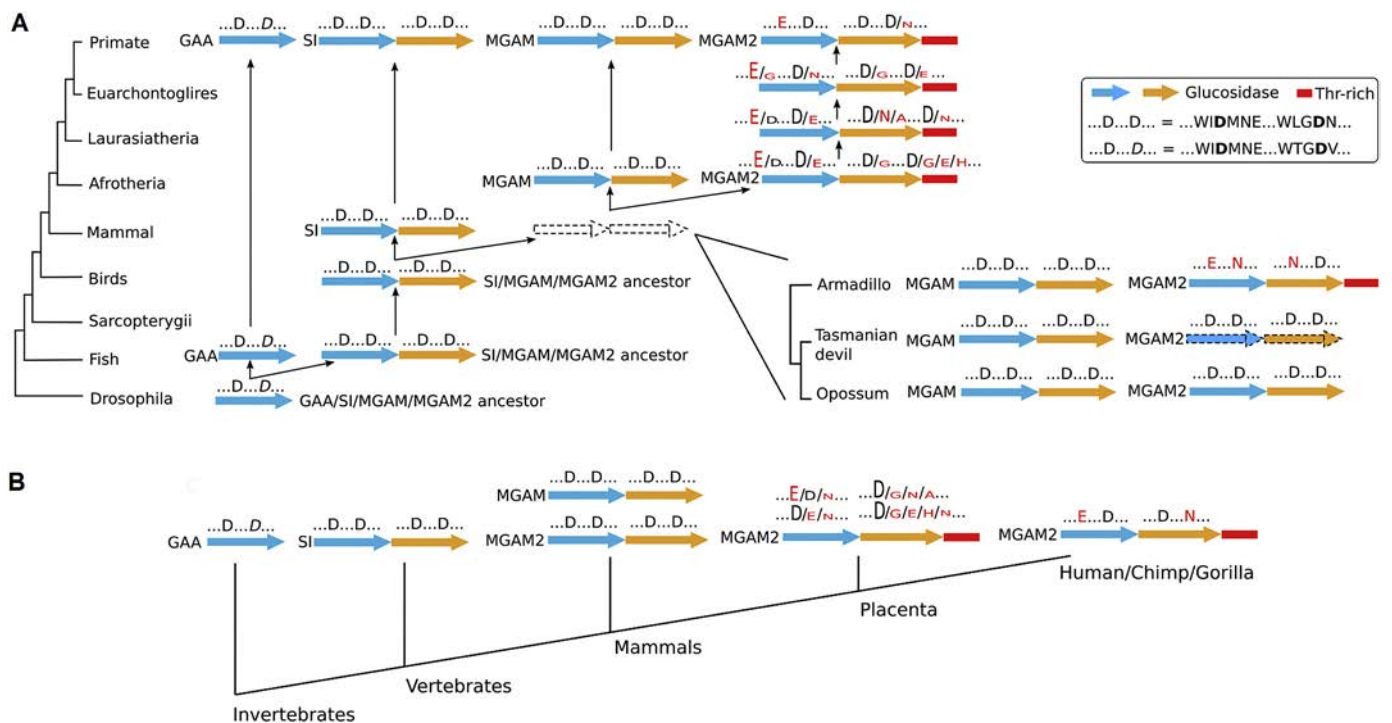 A
Primate
Euarchontoglires
Laurasiatheria
Afrotheria
Mammal
Birds
Sarcopterygii
Fish
Drosophila
GAA ...D...D...
SI ...D...D... ...D...D...
MGAM ...D...D... ...D...D...
MGAM2 ...E...D... ...D...D/N...
...E/G...D/N... ...D/G...D/E...
...E/D...D/E... ...D/N/A...D/N...
MGAM ...D...D... ...D...D...
MGAM2 ...E/D...D/E... ...D/G...D/G/E/H...
SI ...D...D... ...D...D...
...D...D... ...D...D... SI/MGAM/MGAM2 ancestor
GAA ...D...D... ...D...D... ...D...D... SI/MGAM/MGAM2 ancestor
...D...D... GAA/SI/MGAM/MGAM2 ancestor
Glucosidase Thr-rich
...D...D... = ...WIDMNE...WLGDN...
...D...D... = ...WIDMNE...WTGDV...
Armadillo MGAM ...D...D... ...D...D... MGAM2 ...E...N... ...N...D...
Tasmanian
devil MGAM ...D...D... ...D...D... MGAM2 ...D...D... ...D...D...
Opossum MGAM ...D...D... ...D...D... MGAM2 ...D...D... ...D...D...
B
GAA ...D...D...
SI ...D...D... ...D...D...
MGAM ...D...D... ...D...D...
MGAM2 ...D...D... ...D...D...
...E/D/N... ...D/G/N/A...
...D/E/N... ...D/G/E/H/N...
MGAM2
MGAM2 ...E...D... ...D...N...
Human/Chimp/Gorilla
Placenta
Mammals
Vertebrates
Invertebrates